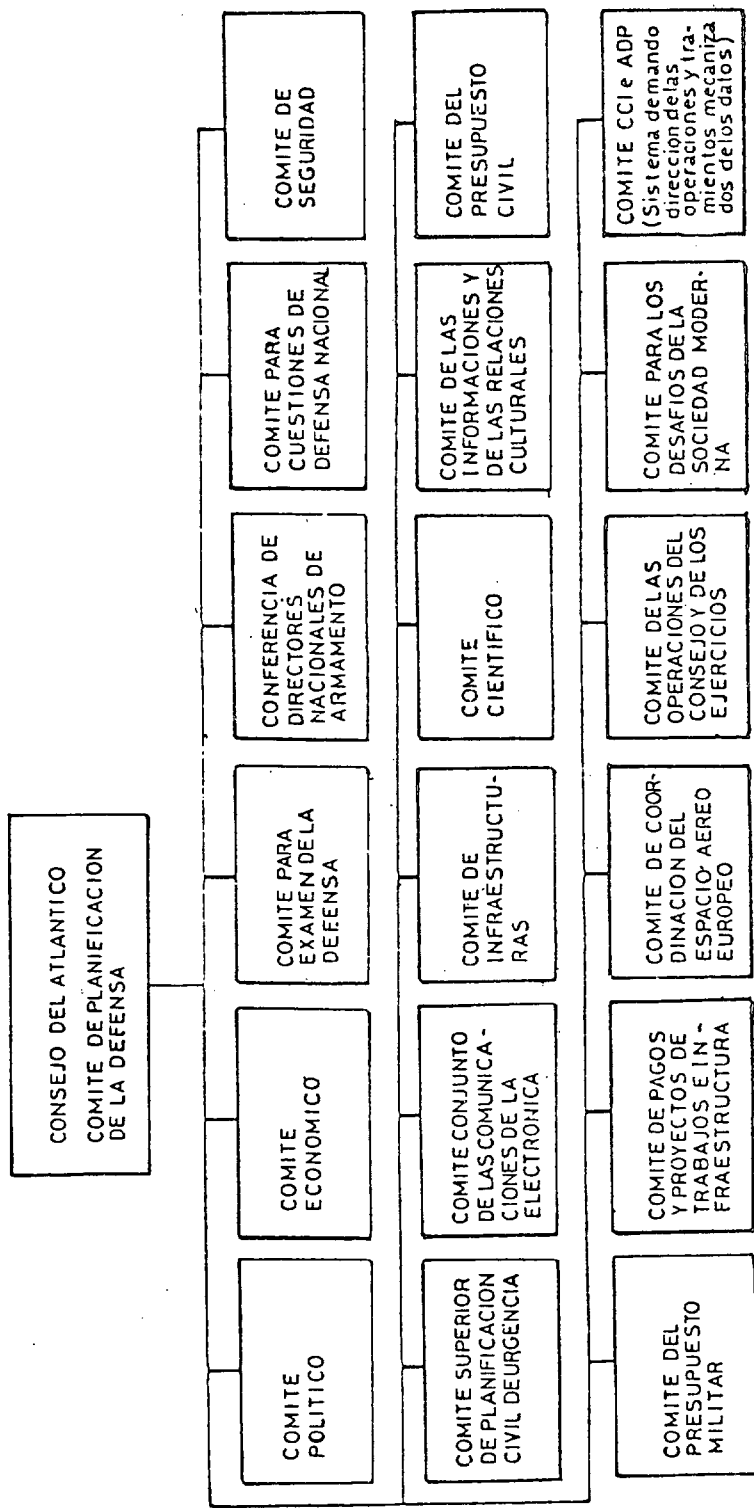 CONSEJO DEL ATLANTICO
COMITE DE PLANIFICACION
DE LA DEFENSA
COMITE
POLITICO
COMITE
ECONOMICO
COMITE PARA
EXAMEN DE LA
DEFENSA
CONFERENCIA DE
DIRECTORES
NACIONALES DE
ARMAMENTO
COMITE PARA
CUESTIONES DE
DEFENSA NACIONAL
COMITE DE
SEGURIDAD
COMITE SUPERIOR
DE PLANIFICACION
CIVIL DE URGENCIA
COMITE CONJUNTO
DE LAS COMUNICA-
CIONES DE LA
ELECTRONICA
COMITE DE
INFRAESTRUCTU-
RAS
COMITE
CIENTIFICO
COMITE DE LAS
INFORMACIONES Y
DE LAS RELACIONES
CULTURALES
COMITE DEL
PRESUPUESTO
CIVIL
COMITE DEL
PRESUPUESTO
MILITAR
COMITE DE PAGOS
Y PROYECTOS DE
TRABAJOS E IN-
FRAESTRUCTURA
COMITE DE COOR-
DINACION DEL
ESPACIO AEREO
EUROPEO
COMITE DE LAS
OPERACIONES DEL
CONSEJO Y DE LOS
EJERCICIOS
COMITE PARA LOS
DESAFIOS DE LA
SOCIEDAD MODER-
NA
COMITE CCI e ADP
(Sistema de mando
direccion de las
operaciones y tra-
mientos mecaniza
dos de los datos)